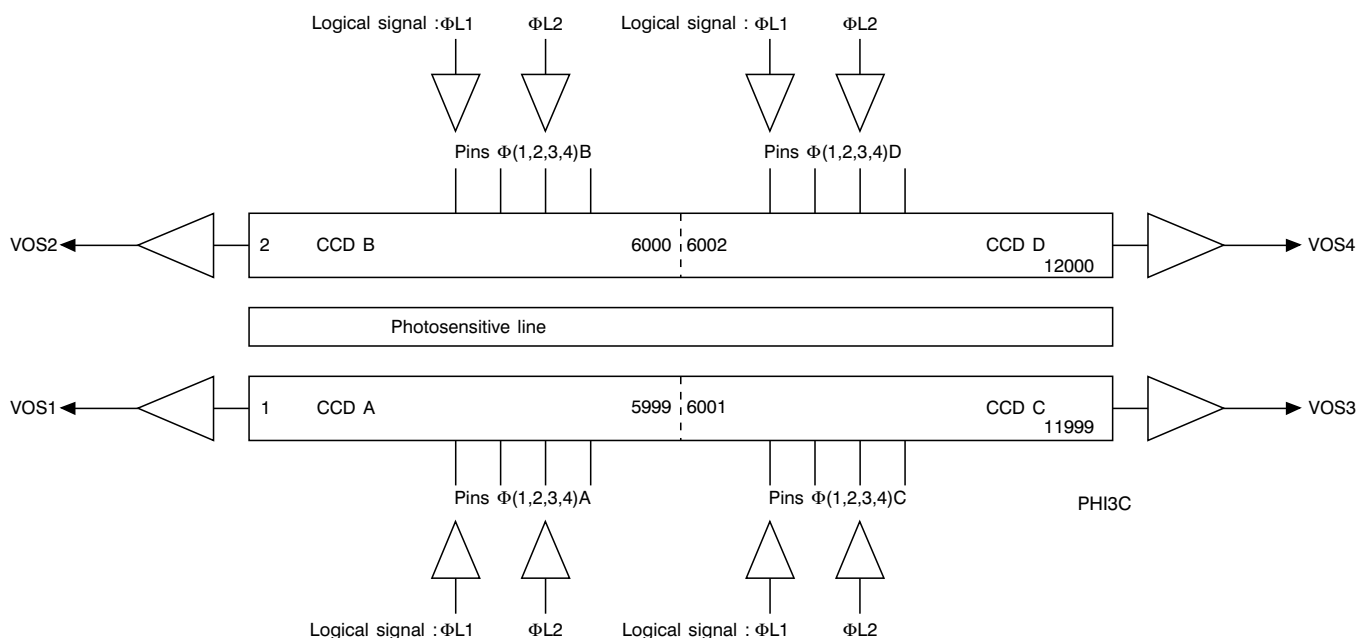 Logical signal : ΦL1 ΦL2 Logical signal : ΦL1 ΦL2
Pins Φ(1,2,3,4)B Pins Φ(1,2,3,4)D
VOS2 2 CCD B 6000 6002 CCD D VOS4
12000
Photosensitive line
VOS1 1 CCD A 5999 6001 CCD C VOS3
11999
Pins Φ(1,2,3,4)A Pins Φ(1,2,3,4)C PHI3C
Logical signal : ΦL1 ΦL2 Logical signal : ΦL1 ΦL2